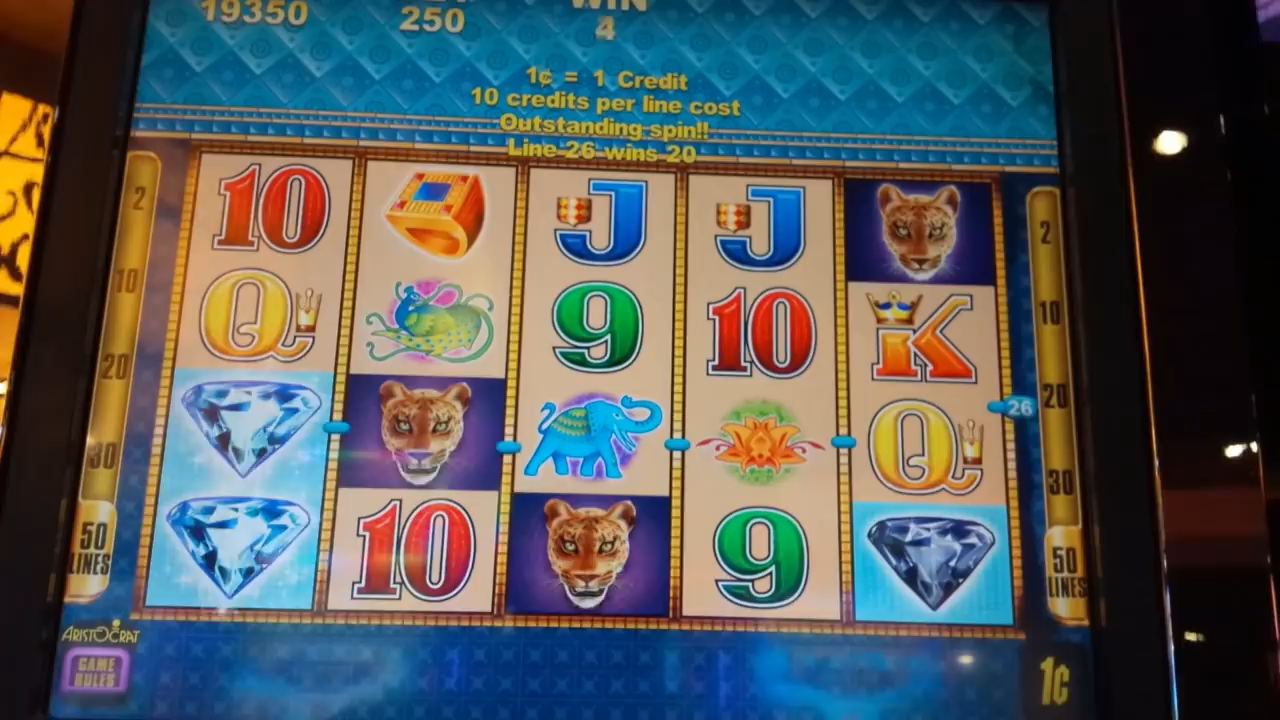 19350
250
WIN
4
1¢ = 1 Credit
10 credits per line cost
Outstanding spin!!
Line 26 wins 20
10 J J
Q 9 10 K
26
Q
10 9
2
10
20
30
50
LINES
2
10
20
30
50
LINES
ARISTOCRAT
GAME
RULES
1¢